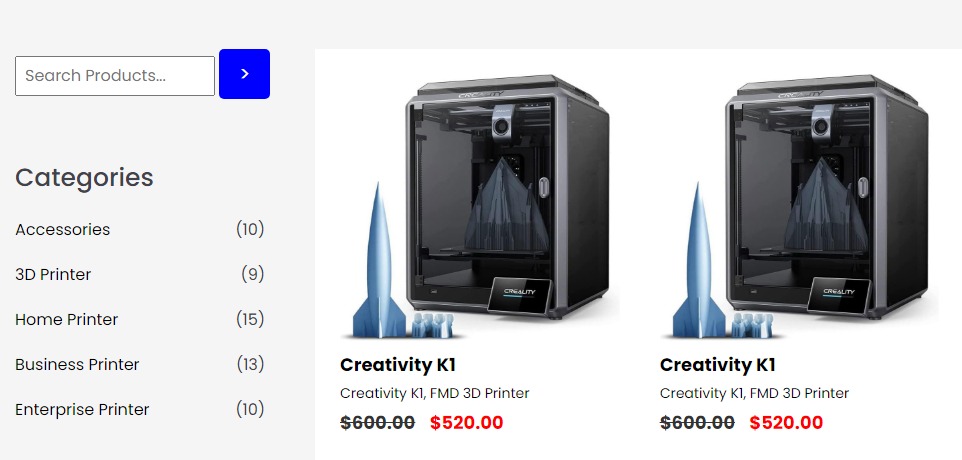 Search Products...
>
Categories
Accessories (10)
3D Printer (9)
Home Printer (15)
Business Printer (13)
Enterprise Printer (10)
CREALITY
CREALITY
Creativity K1
Creativity K1, FMD 3D Printer
$600.00 $520.00
CREALITY
CREALITY
Creativity K1
Creativity K1, FMD 3D Printer
$600.00 $520.00